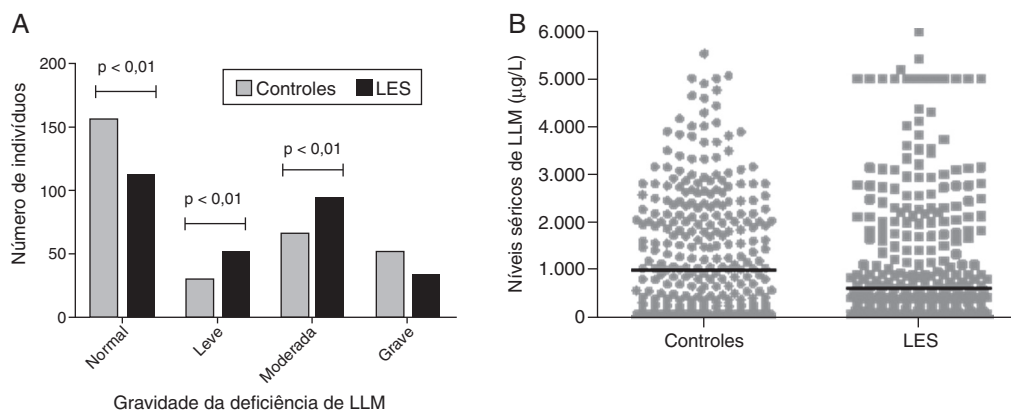 A
Número de indivíduos
200
150
100
50
0
p < 0,01
p < 0,01
p < 0,01
Controles
LES
Normal
Leve
Moderada
Grave
Gravidade da deficiência de LLM
B
Níveis séricos de LLM (µg/L)
6.000
5.000
4.000
3.000
2.000
1.000
0
Controles
LES